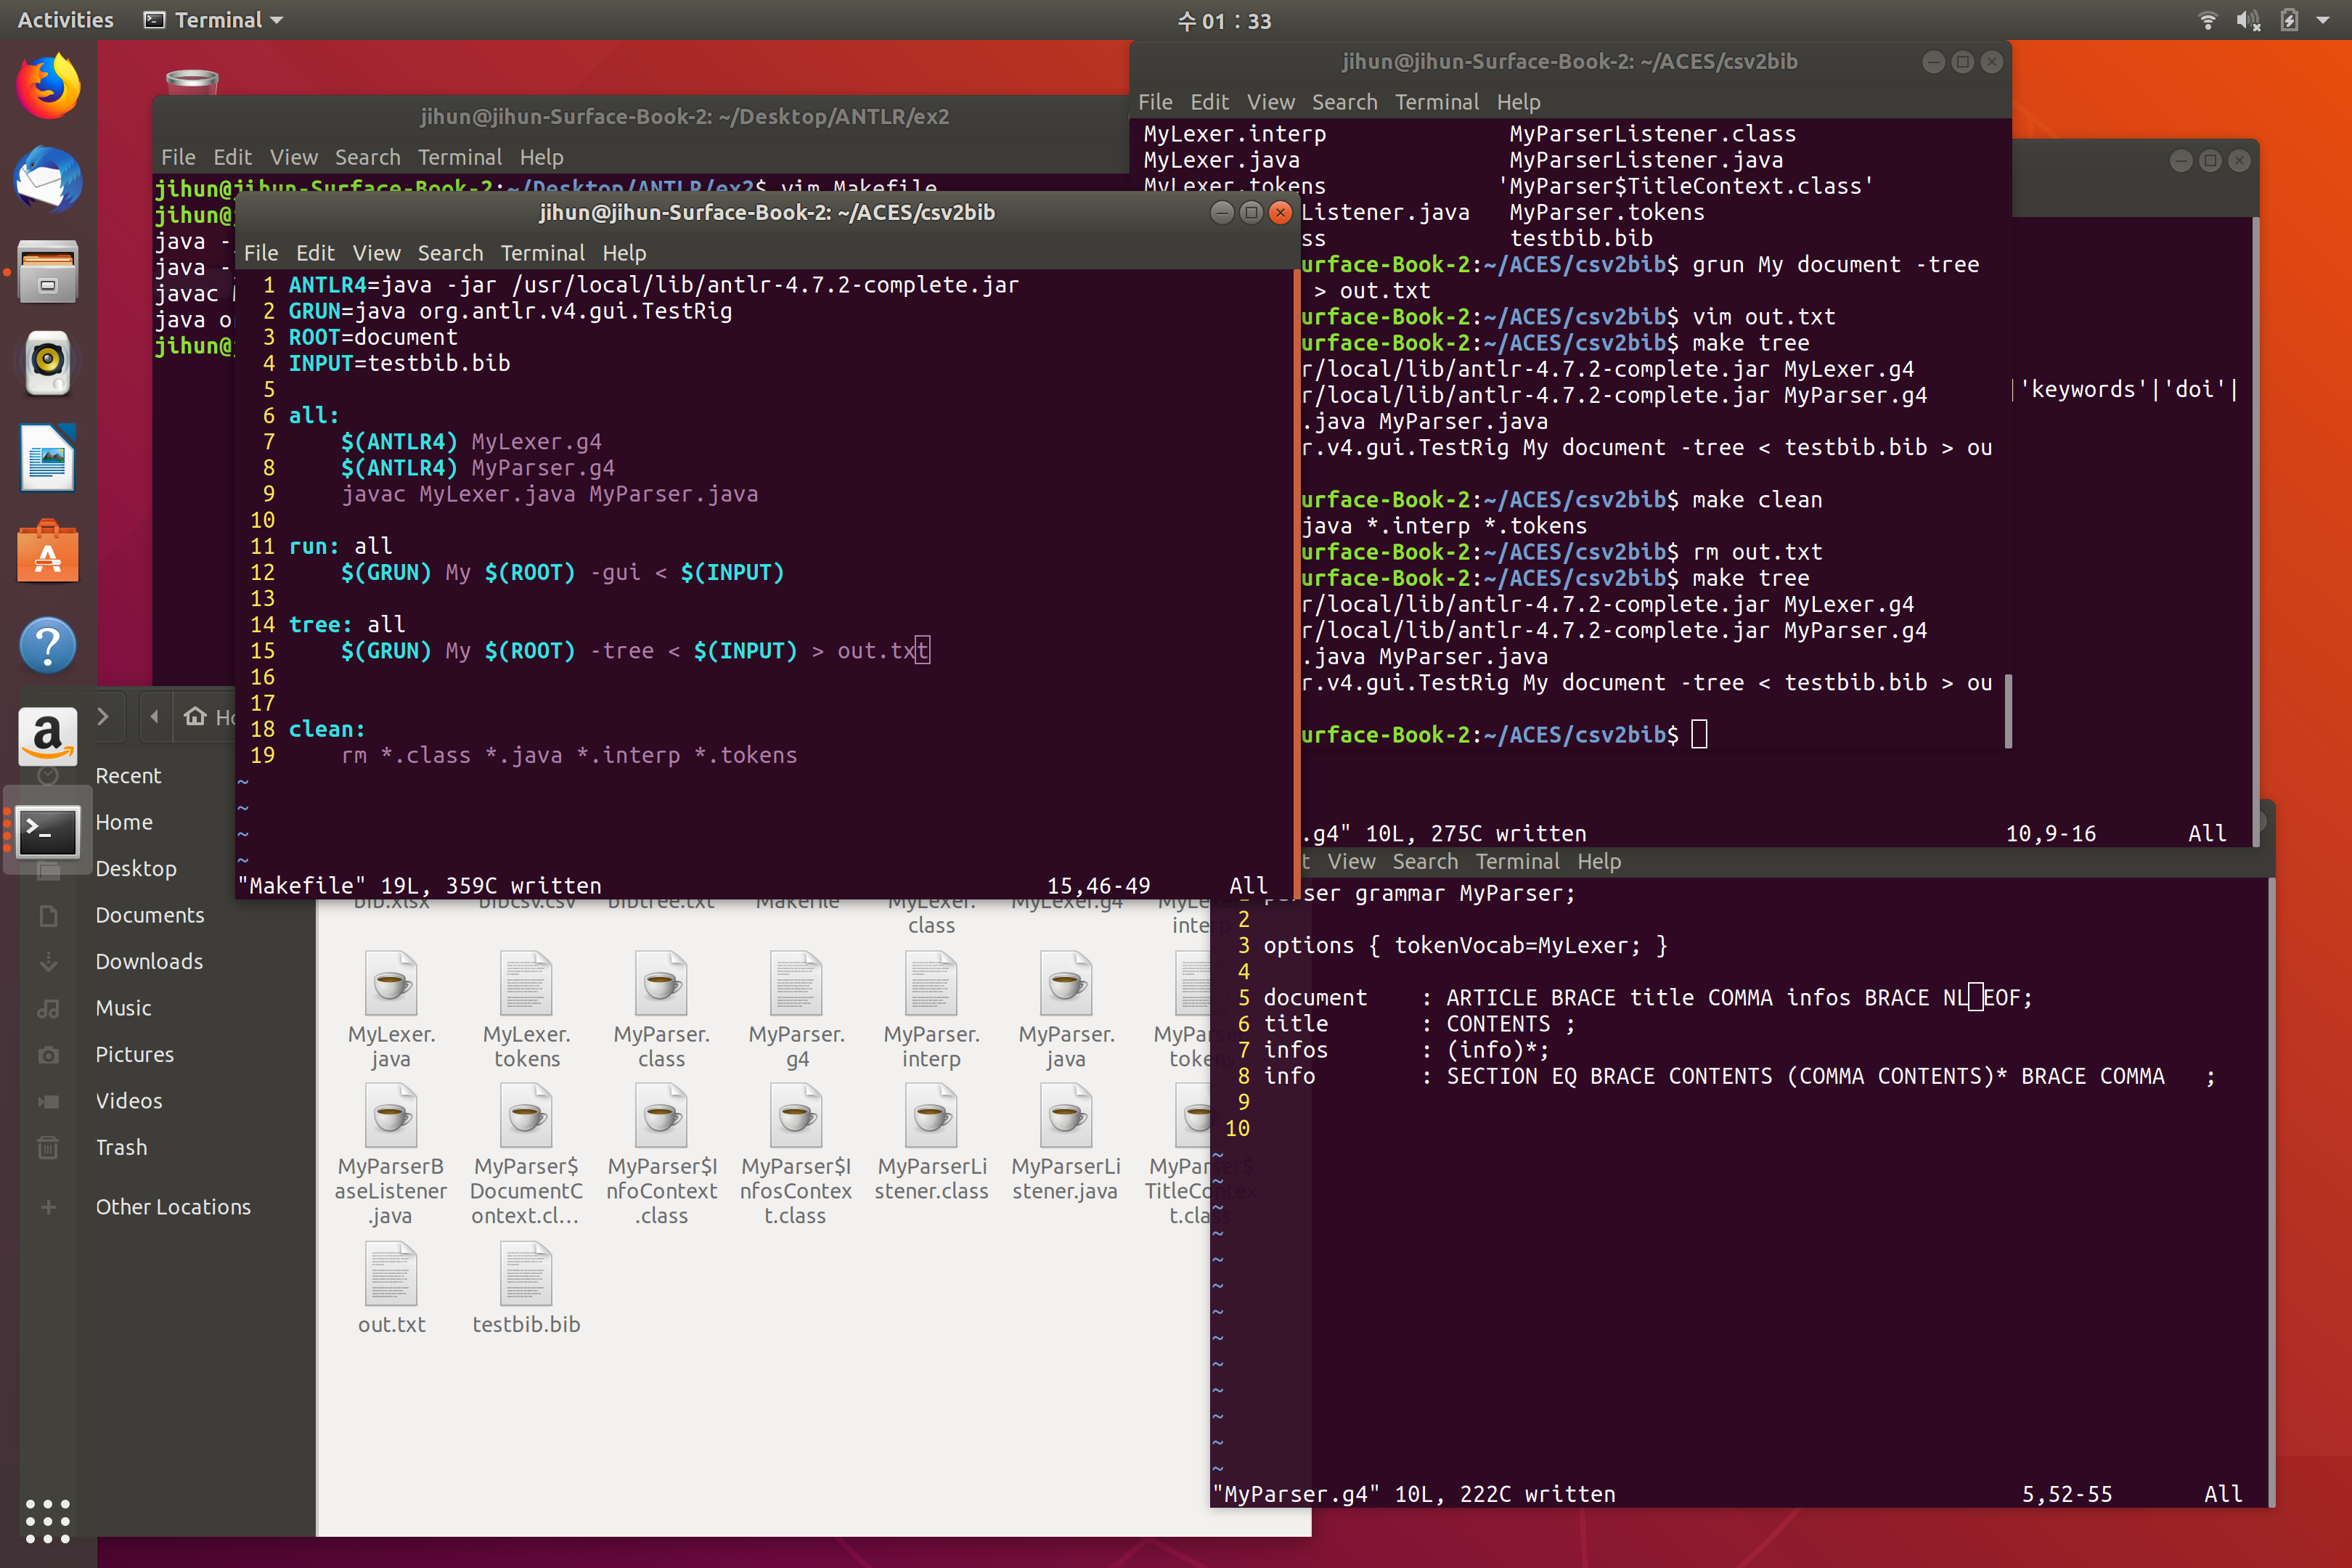 Activities
Terminal
수 01：33
jihun@jihun-Surface-Book-2: ~/Desktop/ANTLR/ex2
File Edit View Search Terminal Help
jihun@jihun-Surface-Book-2:~/Desktop/ANTLR/ex2$ vim Makefile
jihun@
java -
java -
javac
java o
jihun@
jihun@jihun-Surface-Book-2: ~/ACES/csv2bib
File Edit View Search Terminal Help
MyLexer.interp MyParserListener.class
MyLexer.java MyParserListener.java
MyLexer.tokens 'MyParser$TitleContext.class'
Listener.java MyParser.tokens
ss testbib.bib
urface-Book-2:~/ACES/csv2bib$ grun My document -tree
> out.txt
urface-Book-2:~/ACES/csv2bib$ vim out.txt
urface-Book-2:~/ACES/csv2bib$ make tree
r/local/lib/antlr-4.7.2-complete.jar MyLexer.g4
r/local/lib/antlr-4.7.2-complete.jar MyParser.g4
.java MyParser.java
r.v4.gui.TestRig My document -tree < testbib.bib > ou
urface-Book-2:~/ACES/csv2bib$ make clean
java *.interp *.tokens
urface-Book-2:~/ACES/csv2bib$ rm out.txt
urface-Book-2:~/ACES/csv2bib$ make tree
r/local/lib/antlr-4.7.2-complete.jar MyLexer.g4
r/local/lib/antlr-4.7.2-complete.jar MyParser.g4
.java MyParser.java
r.v4.gui.TestRig My document -tree < testbib.bib > ou
urface-Book-2:~/ACES/csv2bib$
|'keywords'|'doi'|
.g4" 10L, 275C written 10,9-16 All
jihun@jihun-Surface-Book-2: ~/ACES/csv2bib
File Edit View Search Terminal Help
1 ANTLR4=java -jar /usr/local/lib/antlr-4.7.2-complete.jar
2 GRUN=java org.antlr.v4.gui.TestRig
3 ROOT=document
4 INPUT=testbib.bib
5
6 all:
7 $(ANTLR4) MyLexer.g4
8 $(ANTLR4) MyParser.g4
9 javac MyLexer.java MyParser.java
10
11 run: all
12 $(GRUN) My $(ROOT) -gui < $(INPUT)
13
14 tree: all
15 $(GRUN) My $(ROOT) -tree < $(INPUT) > out.txt
16
17
18 clean:
19 rm *.class *.java *.interp *.tokens
~
~
~
~
"Makefile" 19L, 359C written 15,46-49 All
t View Search Terminal Help
1 parser grammar MyParser;
2
3 options { tokenVocab=MyLexer; }
4
5 document : ARTICLE BRACE title COMMA infos BRACE NL EOF;
6 title : CONTENTS ;
7 infos : (info)*;
8 info : SECTION EQ BRACE CONTENTS (COMMA CONTENTS)* BRACE COMMA ;
9
10
~
~
~
~
~
~
~
~
~
~
~
~
~
"MyParser.g4" 10L, 222C written 5,52-55 All
Ho
Recent
Home
Desktop
Documents
Downloads
Music
Pictures
Videos
Trash
Other Locations
bib.xlsx bibcsv.csv bibtree.txt Makefile MyLexer.class MyLexer.g4 MyLexer.interp
MyLexer.java MyLexer.tokens MyParser.class MyParser.g4 MyParser.interp MyParser.java MyParser.tokens
MyParserBaseListener.java MyParser$DocumentContext.cl… MyParser$InfoContext.class MyParser$InfosContext.class MyParserListener.class MyParserListener.java MyParser$TitleContext.class
out.txt testbib.bib